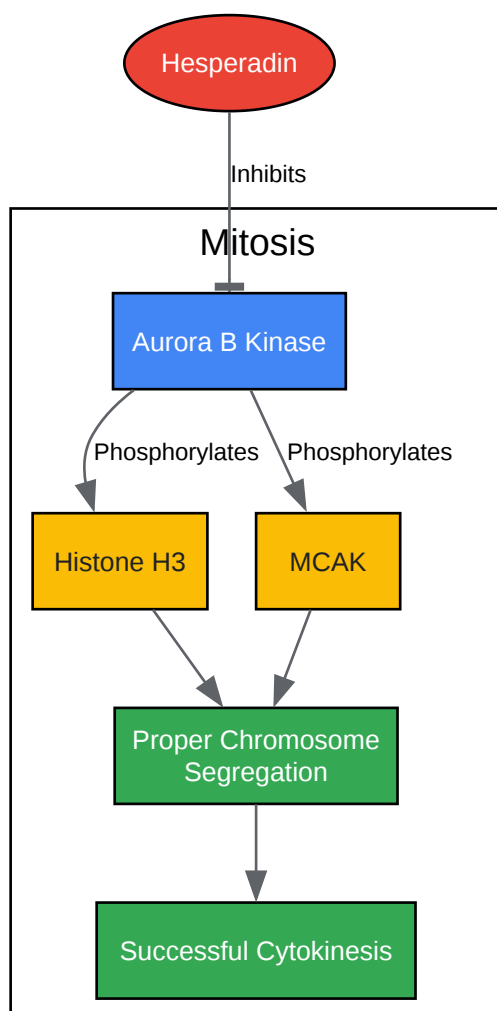 Hesperadin
Inhibits
Mitosis
Aurora B Kinase
Phosphorylates
Phosphorylates
Histone H3
MCAK
Proper Chromosome
Segregation
Successful Cytokinesis